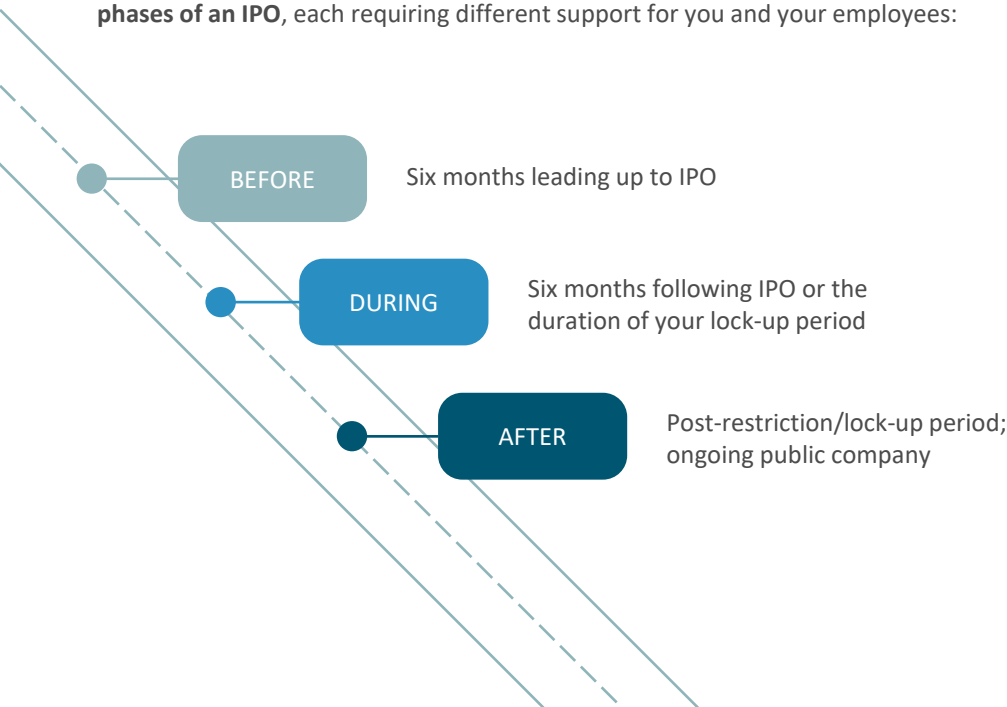 phases of an IPO, each requiring different support for you and your employees:
BEFORE
Six months leading up to IPO
DURING
Six months following IPO or the
duration of your lock-up period
AFTER
Post-restriction/lock-up period;
ongoing public company